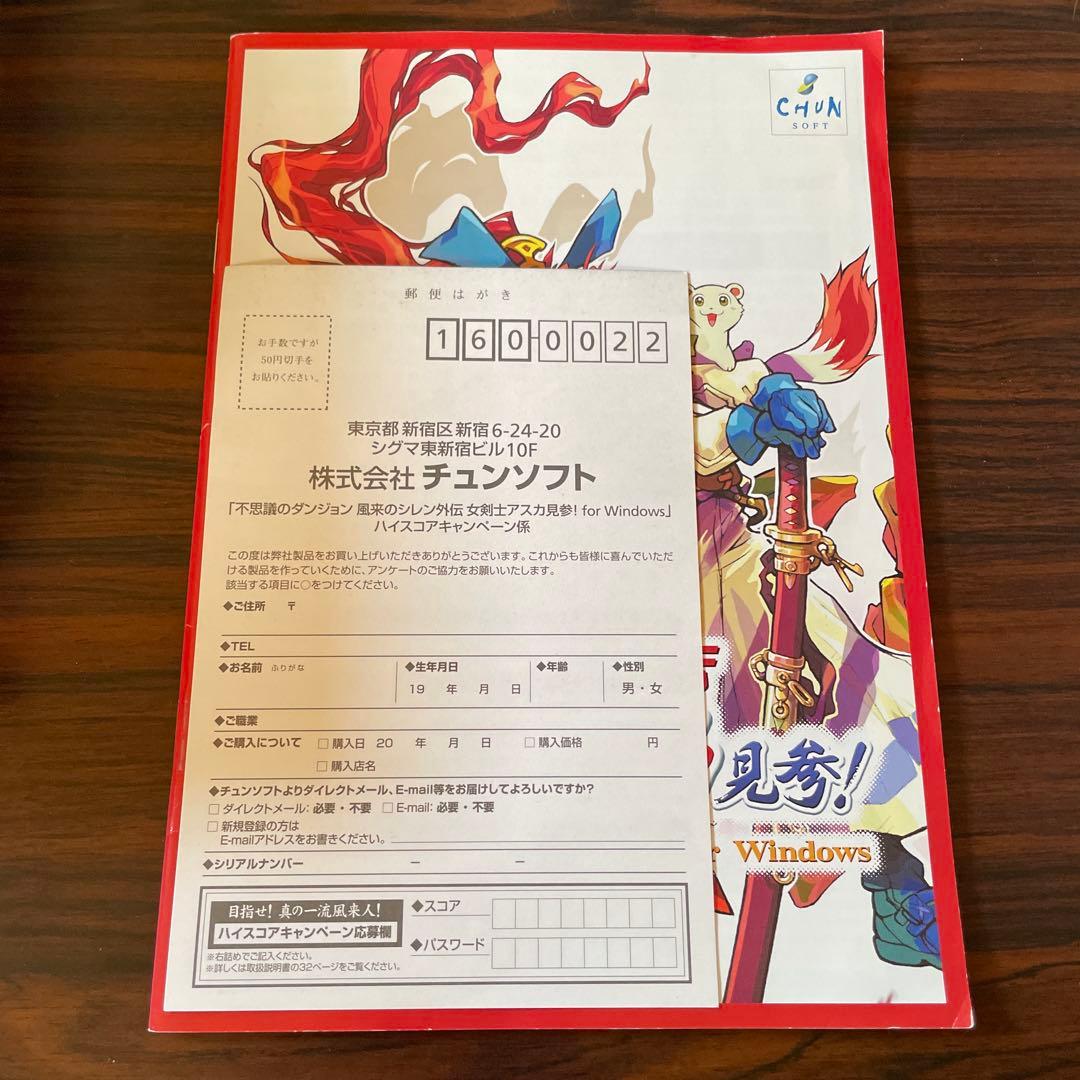 CHUN
SOFT
郵便はがき
お手数ですが
50円切手を
お貼りください。
160-0022
東京都 新宿区 新宿 6-24-20
シグマ東新宿ビル10F
株式会社 チュンソフト
「不思議のダンジョン 風来のシレン外伝 女剣士アスカ見参! for Windows」
ハイスコアキャンペーン係
この度は弊社製品をお買い上げいただきありがとうございます。これからも皆様に喜んでいただ
ける製品を作っていくために、アンケートのご協力をお願いいたします。
該当する項目に○をつけてください。
◆ご住所 〒
◆TEL
◆お名前 ふりがな ◆生年月日 ◆年齢 ◆性別
19 年 月 日 男・女
◆ご職業
◆ご購入について □購入日 20 年 月 日 □購入価格 円
□購入店名
◆チュンソフトよりダイレクトメール、E-mail等をお届けしてよろしいですか?
□ダイレクトメール: 必要・不要 □E-mail: 必要・不要
□新規登録の方は
E-mailアドレスをお書きください。
◆シリアルナンバー ー ー
目指せ! 真の一流風来人!
ハイスコアキャンペーン応募欄
※右詰めでご記入ください。
※詳しくは取扱説明書の32ページをご覧ください。
◆スコア
◆パスワード
見参!
Windows